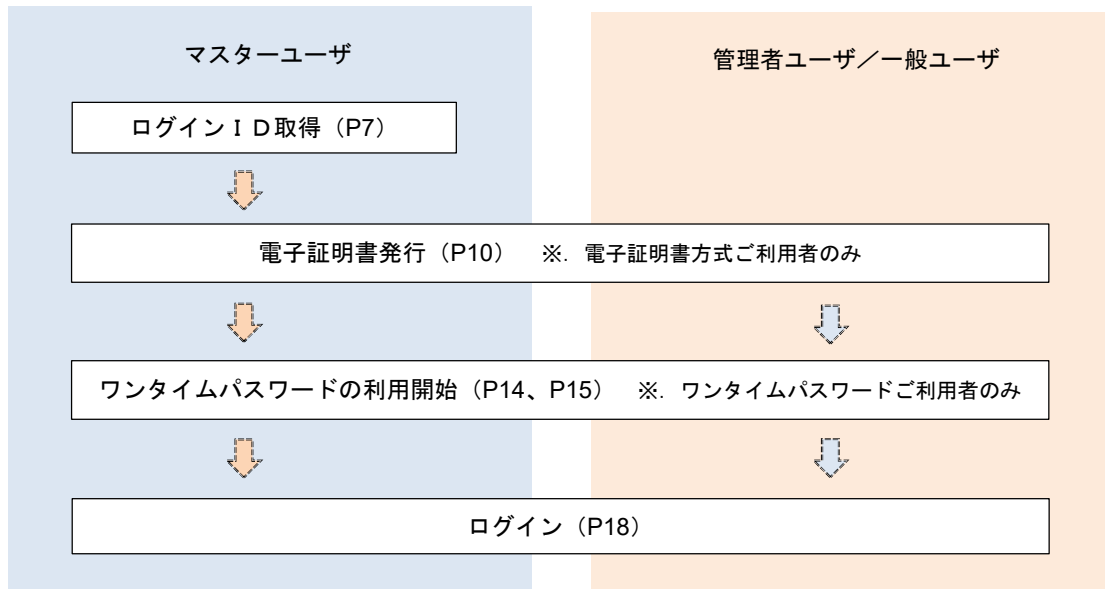 マスターユーザ
管理者ユーザ／一般ユーザ
ログインＩＤ取得（P7）
電子証明書発行（P10）　※. 電子証明書方式ご利用者のみ
ワンタイムパスワードの利用開始（P14、P15）　※. ワンタイムパスワードご利用者のみ
ログイン（P18）